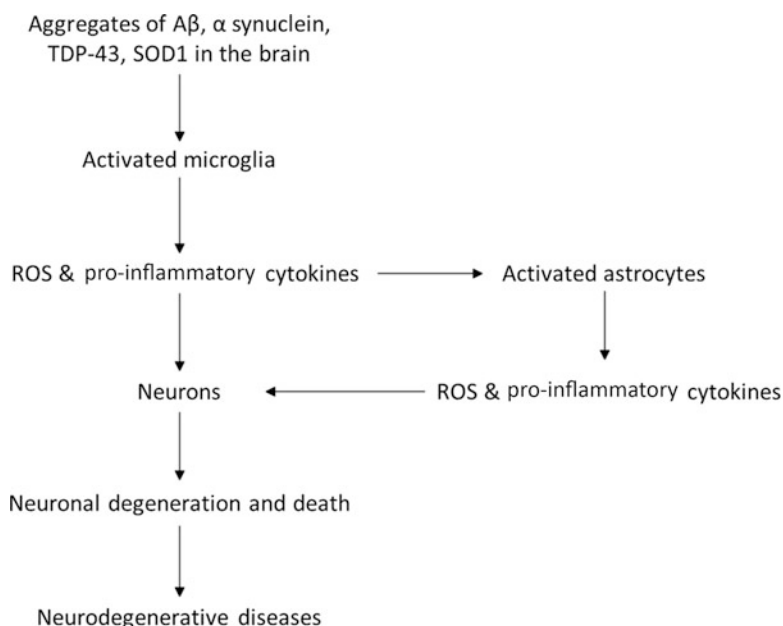 Aggregates of Aβ, α synuclein,
TDP-43, SOD1 in the brain
Activated microglia
ROS & pro-inflammatory cytokines
Activated astrocytes
Neurons
ROS & pro-inflammatory cytokines
Neuronal degeneration and death
Neurodegenerative diseases